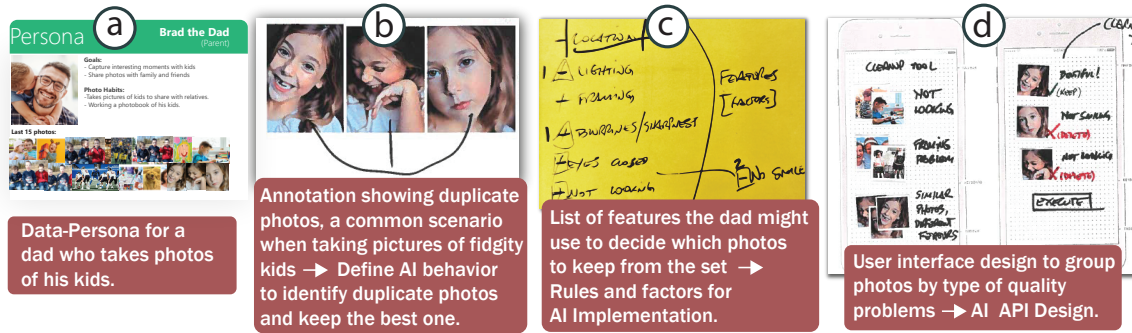 Persona
a
Brad the Dad
(Parent)
Goals:
- Capture interesting moments with kids
- Share photos with family and friends
Photo Habits:
-Takes pictures of kids to share with relatives.
- Working a photobook of his kids.
Last 15 photos:
Data-Persona for a
dad who takes photos
of his kids.
b
Annotation showing duplicate
photos, a common scenario
when taking pictures of fidgity
kids → Define AI behavior
to identify duplicate photos
and keep the best one.
c
LOCATION
LIGHTING
FRAMING
BLURRINES/SHARPNEST
EYES CLOSED
NOT LOOKING
FEATURES
[FACTORS]
NO SMILE
List of features the dad might
use to decide which photos
to keep from the set →
Rules and factors for
AI Implementation.
d
CLEANUP TOOL
NOT
LOOKING
FRAMING
PROBLEM
SIMILAR
PHOTOS,
DIFFERENT
BEAUTIFUL!
(KEEP)
NOT SMILING
(DELETE)
NOT LOOKING
(DELETE)
EXECUTE
User interface design to group
photos by type of quality
problems → AI API Design.